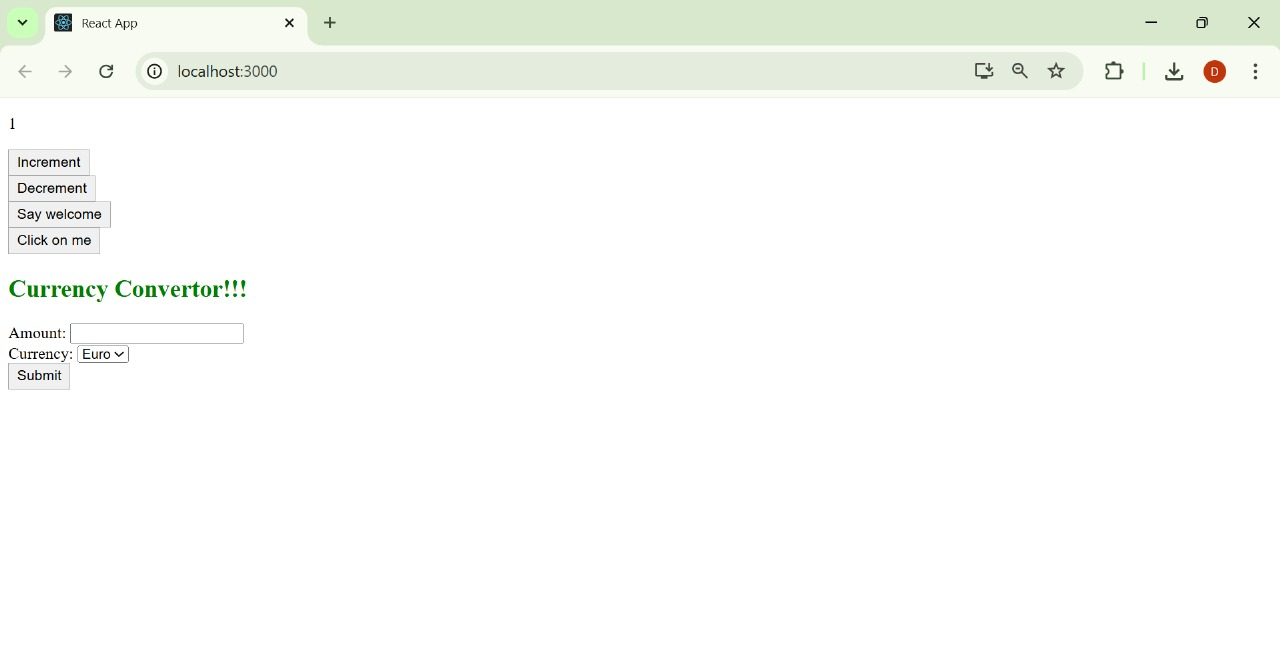 React App
localhost:3000
D
1
Increment
Decrement
Say welcome
Click on me
Currency Convertor!!!
Amount:
Currency: Euro
Submit